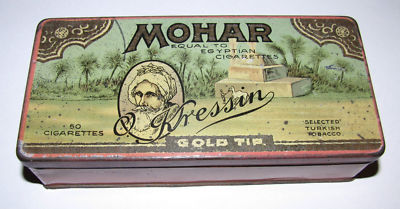 MOHAR
EQUAL TO
EGYPTIAN
CIGARETTES
50
CIGARETTES
O. Kressin
GOLD TIP.
"SELECTED"
TURKISH
TOBACCO